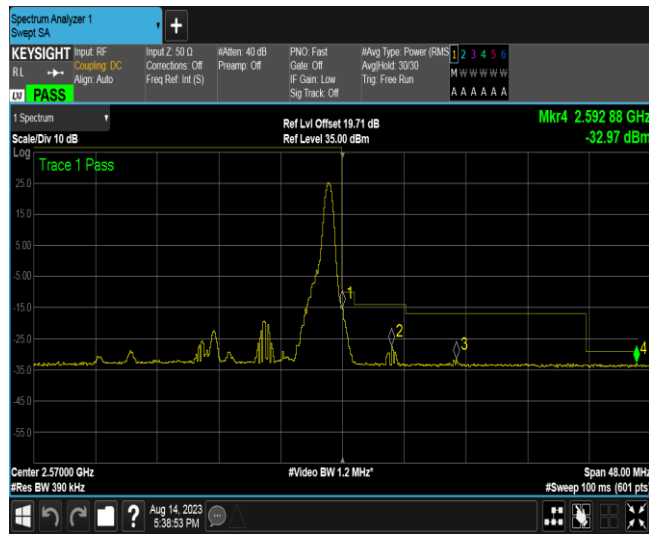 Spectrum Analyzer 1
Swept SA
+
KEYSIGHT
RL
LXI PASS
Input: RF
Coupling: DC
Align: Auto
Input Z: 50 Ω
Corrections: Off
Freq Ref: Int (S)
#Atten: 40 dB
Preamp: Off
PNO: Fast
Gate: Off
IF Gain: Low
Sig Track: Off
#Avg Type: Power (RMS
Avg|Hold: 30/30
Trig: Free Run
1 2 3 4 5 6
M W W W W W
A A A A A A
1 Spectrum
Scale/Div 10 dB
Log
Ref Lvl Offset 19.71 dB
Ref Level 35.00 dBm
Mkr4 2.592 88 GHz
-32.97 dBm
Trace 1 Pass
25.0
15.0
5.00
-5.00
-15.0
-25.0
-35.0
-45.0
-55.0
1
2
3
4
Center 2.57000 GHz
#Res BW 390 kHz
#Video BW 1.2 MHz*
Span 48.00 MHz
#Sweep 100 ms (601 pts)
?
Aug 14, 2023
5:38:53 PM